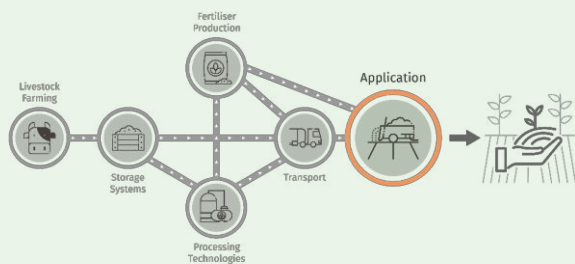 Fertiliser
Production
Application
Livestock
Farming
Storage
Systems
Transport
Processing
Technologies